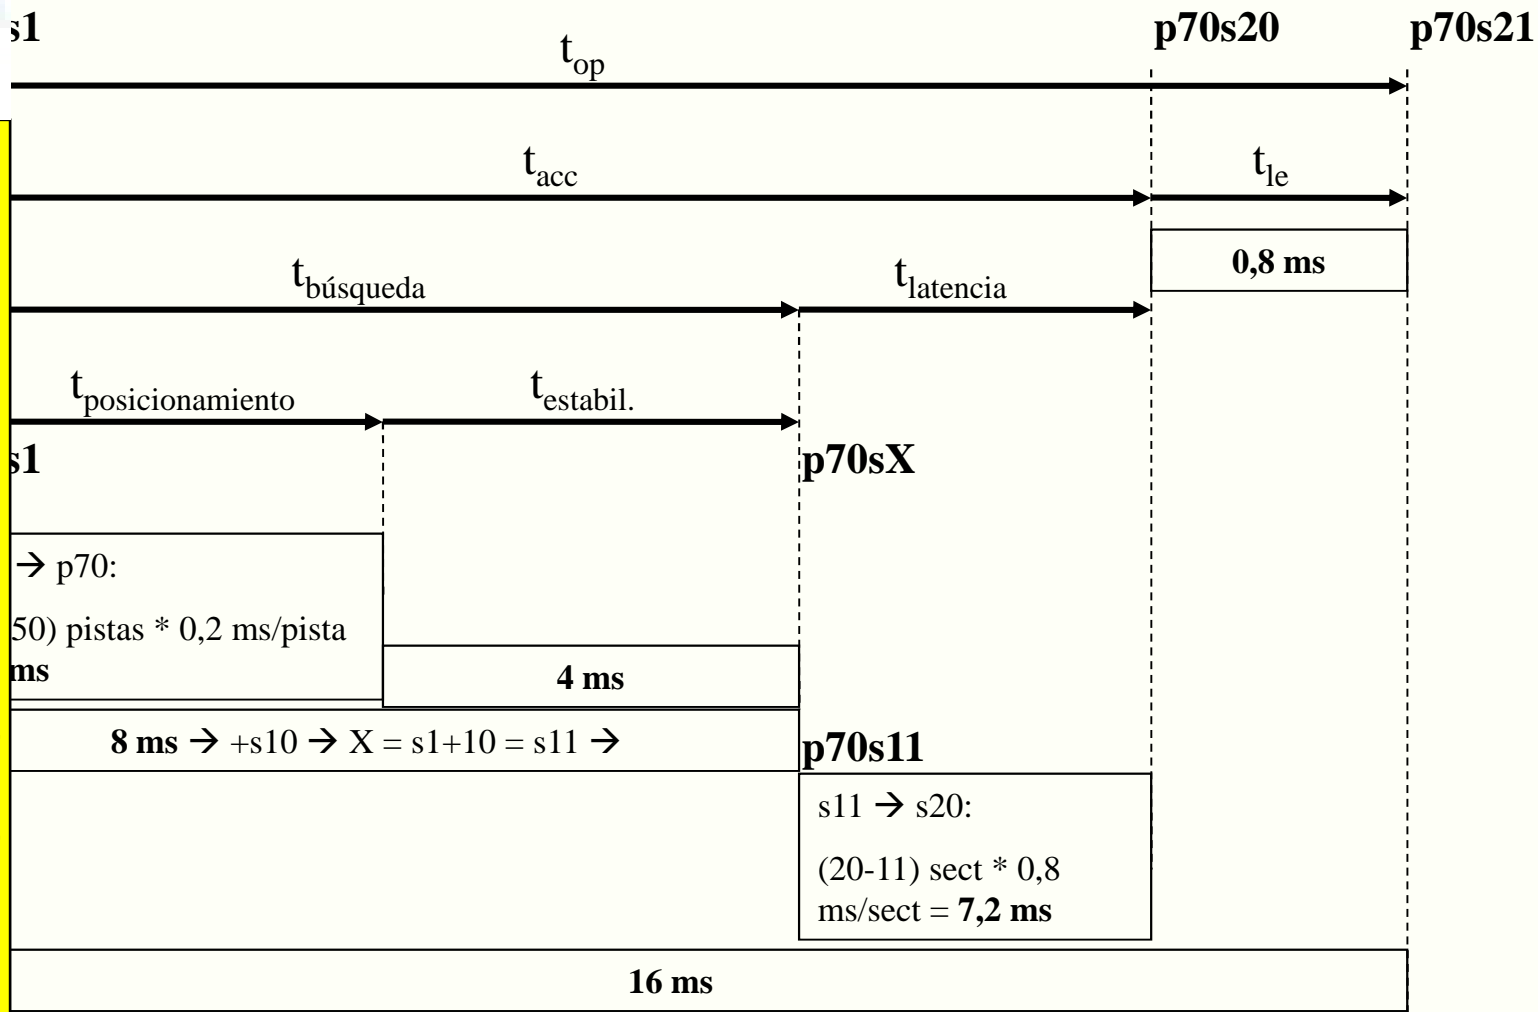 s1 p70s20 p70s21
t_op
t_acc t_le
0,8 ms
t_búsqueda t_latencia
t_posicionamiento t_estabil.
s1 p70sX
→ p70:
50) pistas * 0,2 ms/pista
ms
4 ms
8 ms → +s10 → X = s1+10 = s11 →
p70s11
s11 → s20:
(20-11) sect * 0,8
ms/sect = 7,2 ms
16 ms